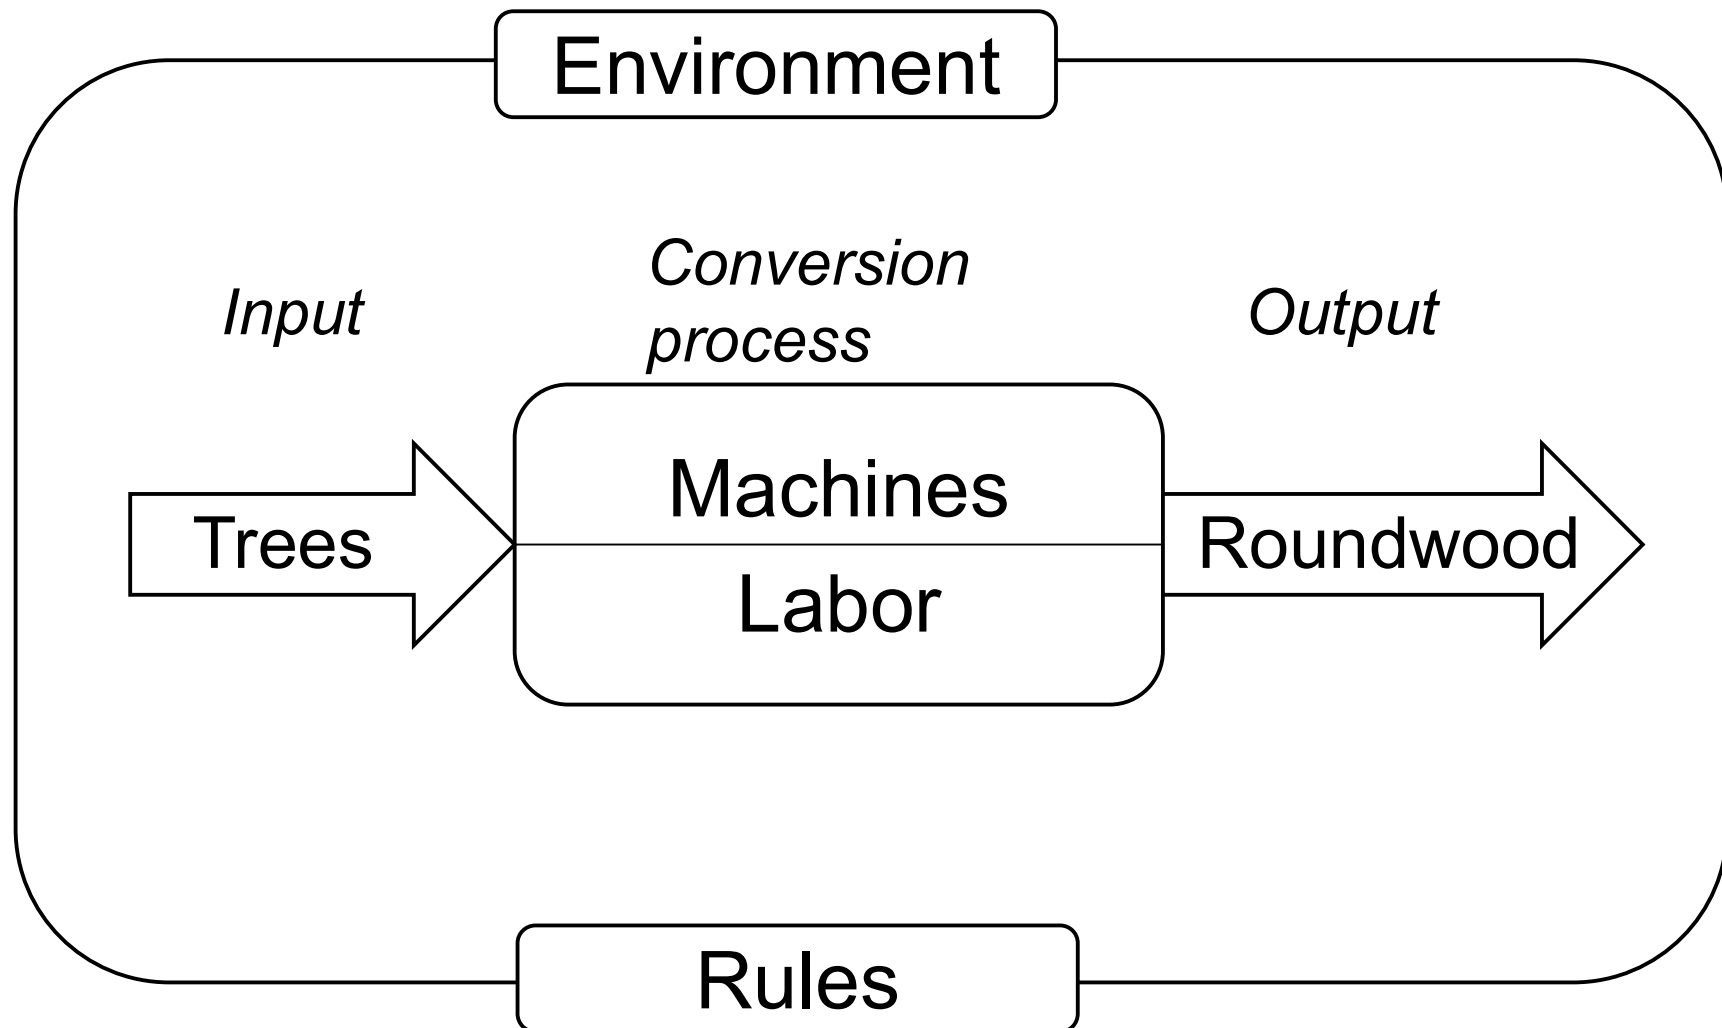 Environment
Input
Conversion
process
Output
Trees
Machines
Labor
Roundwood
Rules